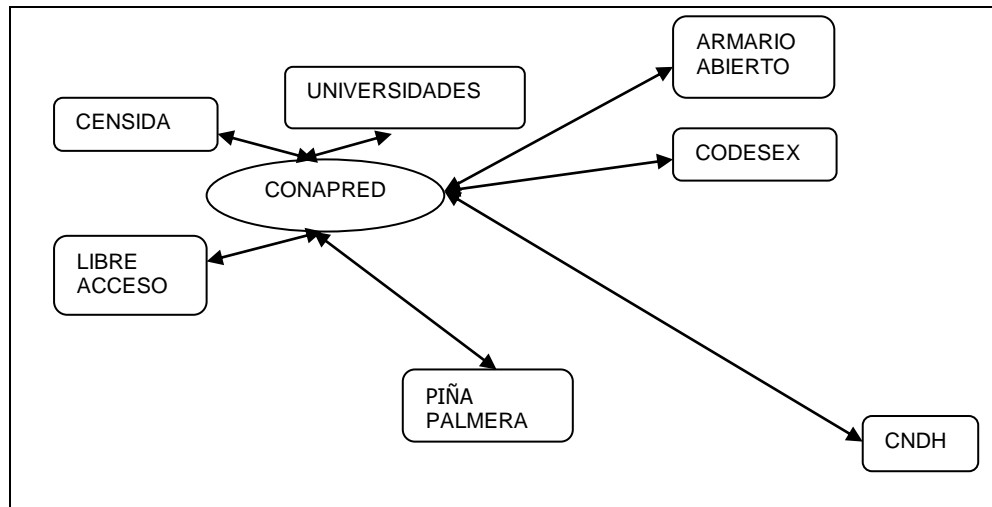 ARMARIO
ABIERTO
UNIVERSIDADES
CENSIDA
CODESEX
CONAPRED
LIBRE
ACCESO
PIÑA
PALMERA
CNDH